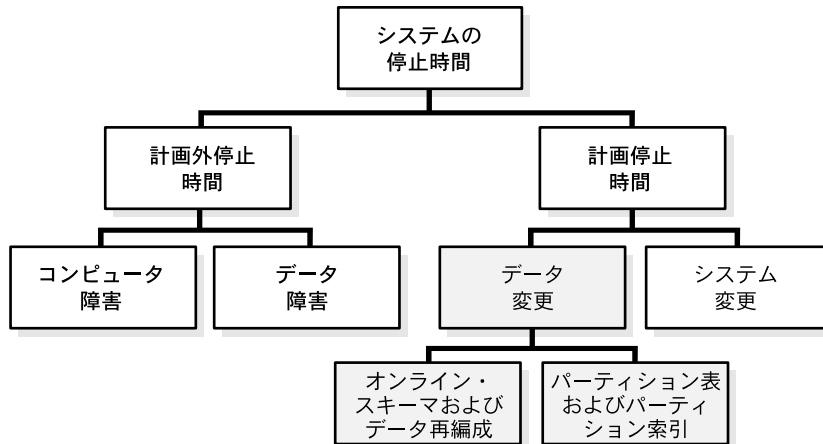 システムの
停止時間
計画外停止
時間
計画停止
時間
コンピュータ
障害
データ
障害
データ
変更
システム
変更
オンライン・
スキーマおよび
データ再編成
パーティション表
およびパーティ
ション索引